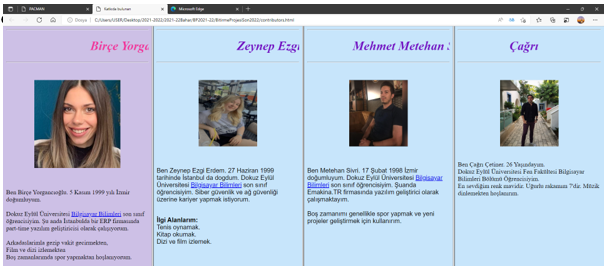 PACMAN
Microsoft Edge
Dosya
C:/Users/USER/Desktop/2021-2022/2021-22Bahar/BP2021-22/BitirmeProjesiSon2022/contributors.html
Birçe Yorgu
Ben Birçe Yorgancıoğlu. 5 Kasım 1999 yılı İzmir
doğumluyum.
Dokuz Eylül Üniversitesi Bilgisayar Bilimleri son sınıf
öğrencisiyim. Şu anda İstanbulda bir ERP firmasında
part-time yazılım geliştiricisi olarak çalışıyorum.
Arkadaşlarımla gezip vakit geçirmekten,
Film ve dizi izlemekten
Boş zamanlarımda spor yapmaktan hoşlanıyorum.
Zeynep Ezgi
Ben Zeynep Ezgi Erdem. 27 Haziran 1999
tarihinde İstanbul da dogdum. Dokuz Eylül
Üniversitesi Bilgisayar Bilimleri son sınıf
öğrencisiyim. Siber güvenlik ve ağ güvenliği
üzerine kariyer yapmak istiyorum.
İlgi Alanlarım:
Tenis oynamak.
Kitap okumak.
Dizi ve film izlemek.
Mehmet Metehan S
Ben Metehan Sivri. 17 Şubat 1998 İzmir
doğumluyum. Dokuz Eylül Üniversitesi Bilgisayar
Bilimleri son sınıf öğrencisiyim. Şuanda
Emakina.TR firmasında yazılım geliştirici olarak
çalışmaktayım.
Boş zamanımı genellikle spor yapmak ve yeni
projeler geliştirmek için kullanırım.
Çağrı
Ben Çağrı Çetiner. 26 Yaşındayım.
Dokuz Eylül Üniversitesi Fen Fakültesi Bilgisayar
Bilimleri Bölümü Öğrencisiyim.
En sevdiğim renk mavidir. Uğurlu rakamım 7'dir. Müzik
dinlemekten hoşlanırım.